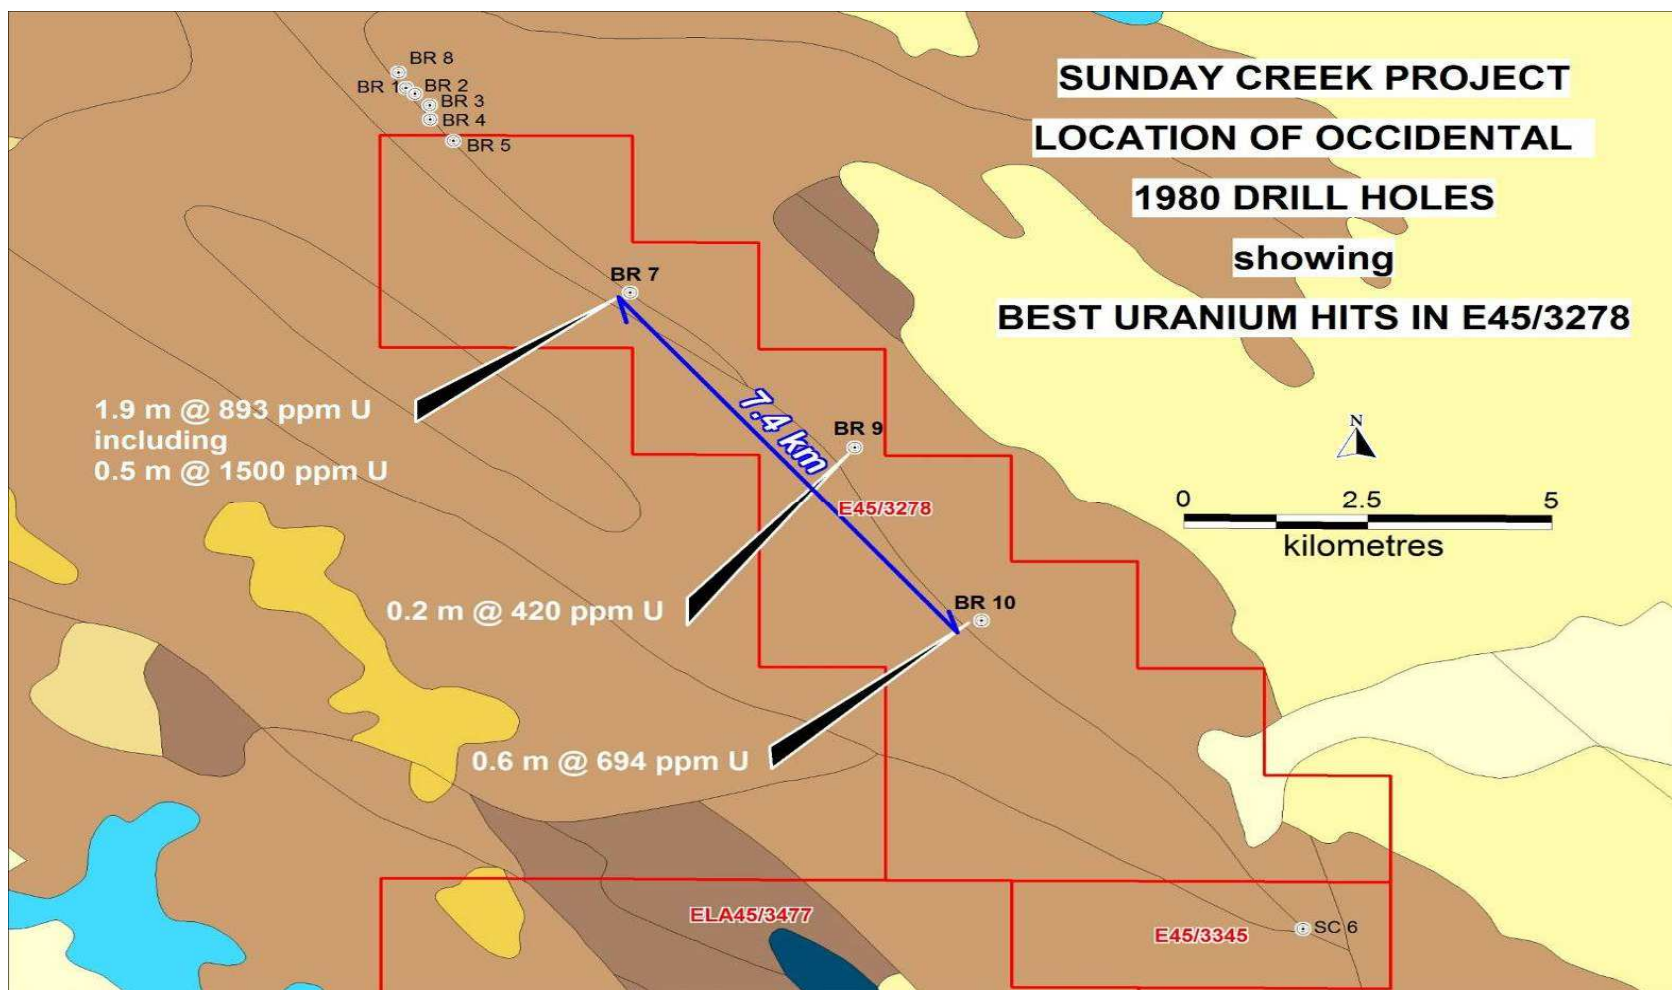 SUNDAY CREEK PROJECT
LOCATION OF OCCIDENTAL
1980 DRILL HOLES
showing
BEST URANIUM HITS IN E45/3278
BR 8
BR 1
BR 2
BR 3
BR 4
BR 5
BR 7
1.9 m @ 893 ppm U
including
0.5 m @ 1500 ppm U
7.4 km
BR 9
E45/3278
N
0 2.5 5
kilometres
0.2 m @ 420 ppm U
BR 10
0.6 m @ 694 ppm U
ELA45/3477
E45/3345
SC 6